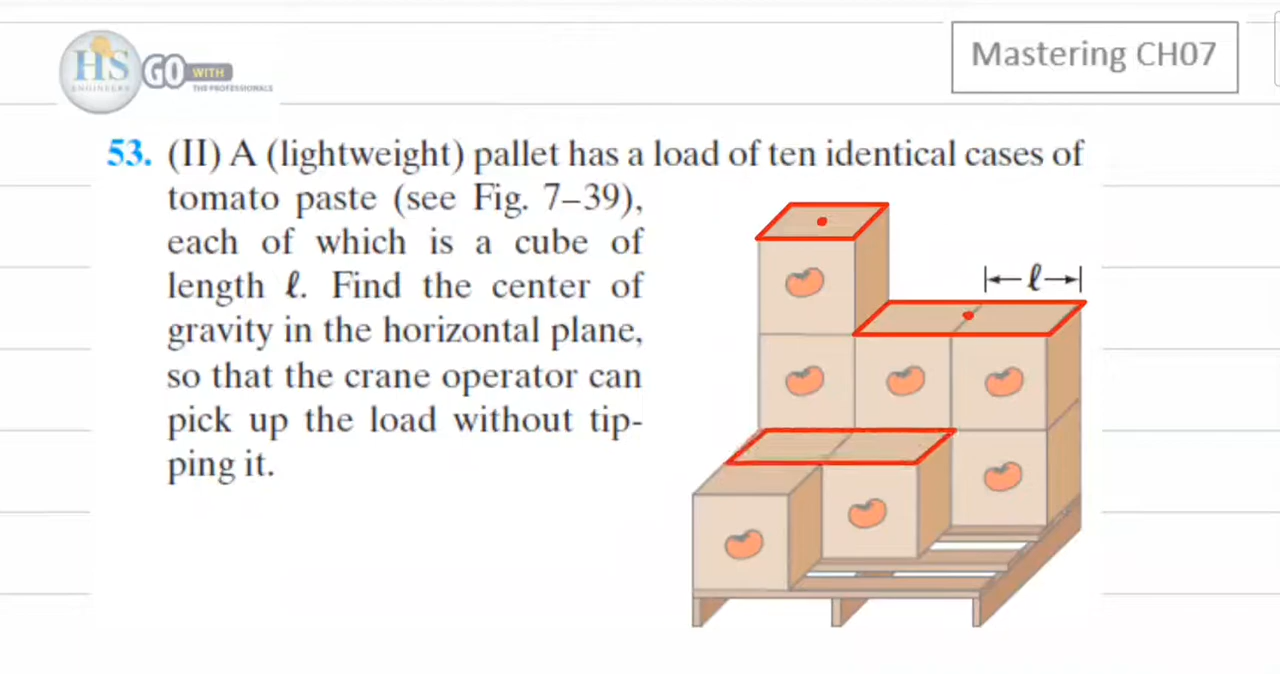 HS
ENGINEERS
GO WITH
THE PROFESSIONALS
Mastering CH07
53. (II) A (lightweight) pallet has a load of ten identical cases of
tomato paste (see Fig. 7–39),
each of which is a cube of
length ℓ. Find the center of
gravity in the horizontal plane,
so that the crane operator can
pick up the load without tip-
ping it.
ℓ